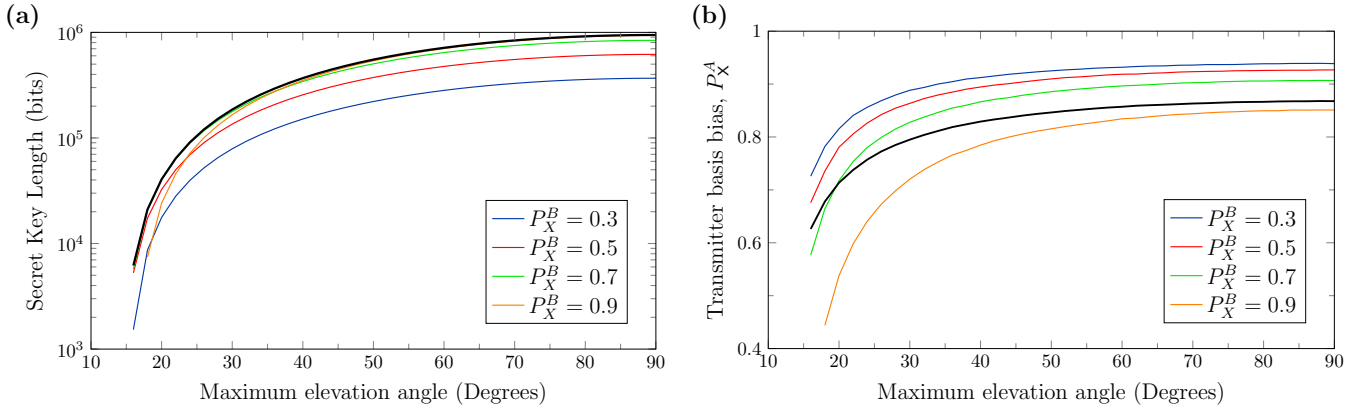 (a)
10^6
10^5
10^4
10^3
10 20 30 40 50 60 70 80 90
Secret Key Length (bits)
Maximum elevation angle (Degrees)
P_X^B = 0.3
P_X^B = 0.5
P_X^B = 0.7
P_X^B = 0.9
(b)
1
0.8
0.6
0.4
10 20 30 40 50 60 70 80 90
Transmitter basis bias, P_X^A
Maximum elevation angle (Degrees)
P_X^B = 0.3
P_X^B = 0.5
P_X^B = 0.7
P_X^B = 0.9